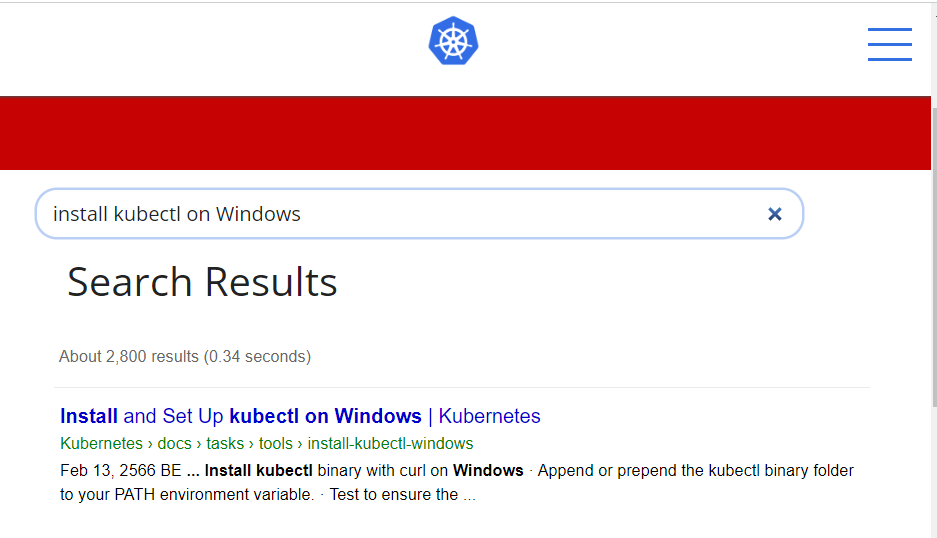 install kubectl on Windows
Search Results
About 2,800 results (0.34 seconds)
Install and Set Up kubectl on Windows | Kubernetes
Kubernetes › docs › tasks › tools › install-kubectl-windows
Feb 13, 2566 BE ... Install kubectl binary with curl on Windows · Append or prepend the kubectl binary folder
to your PATH environment variable. · Test to ensure the ...